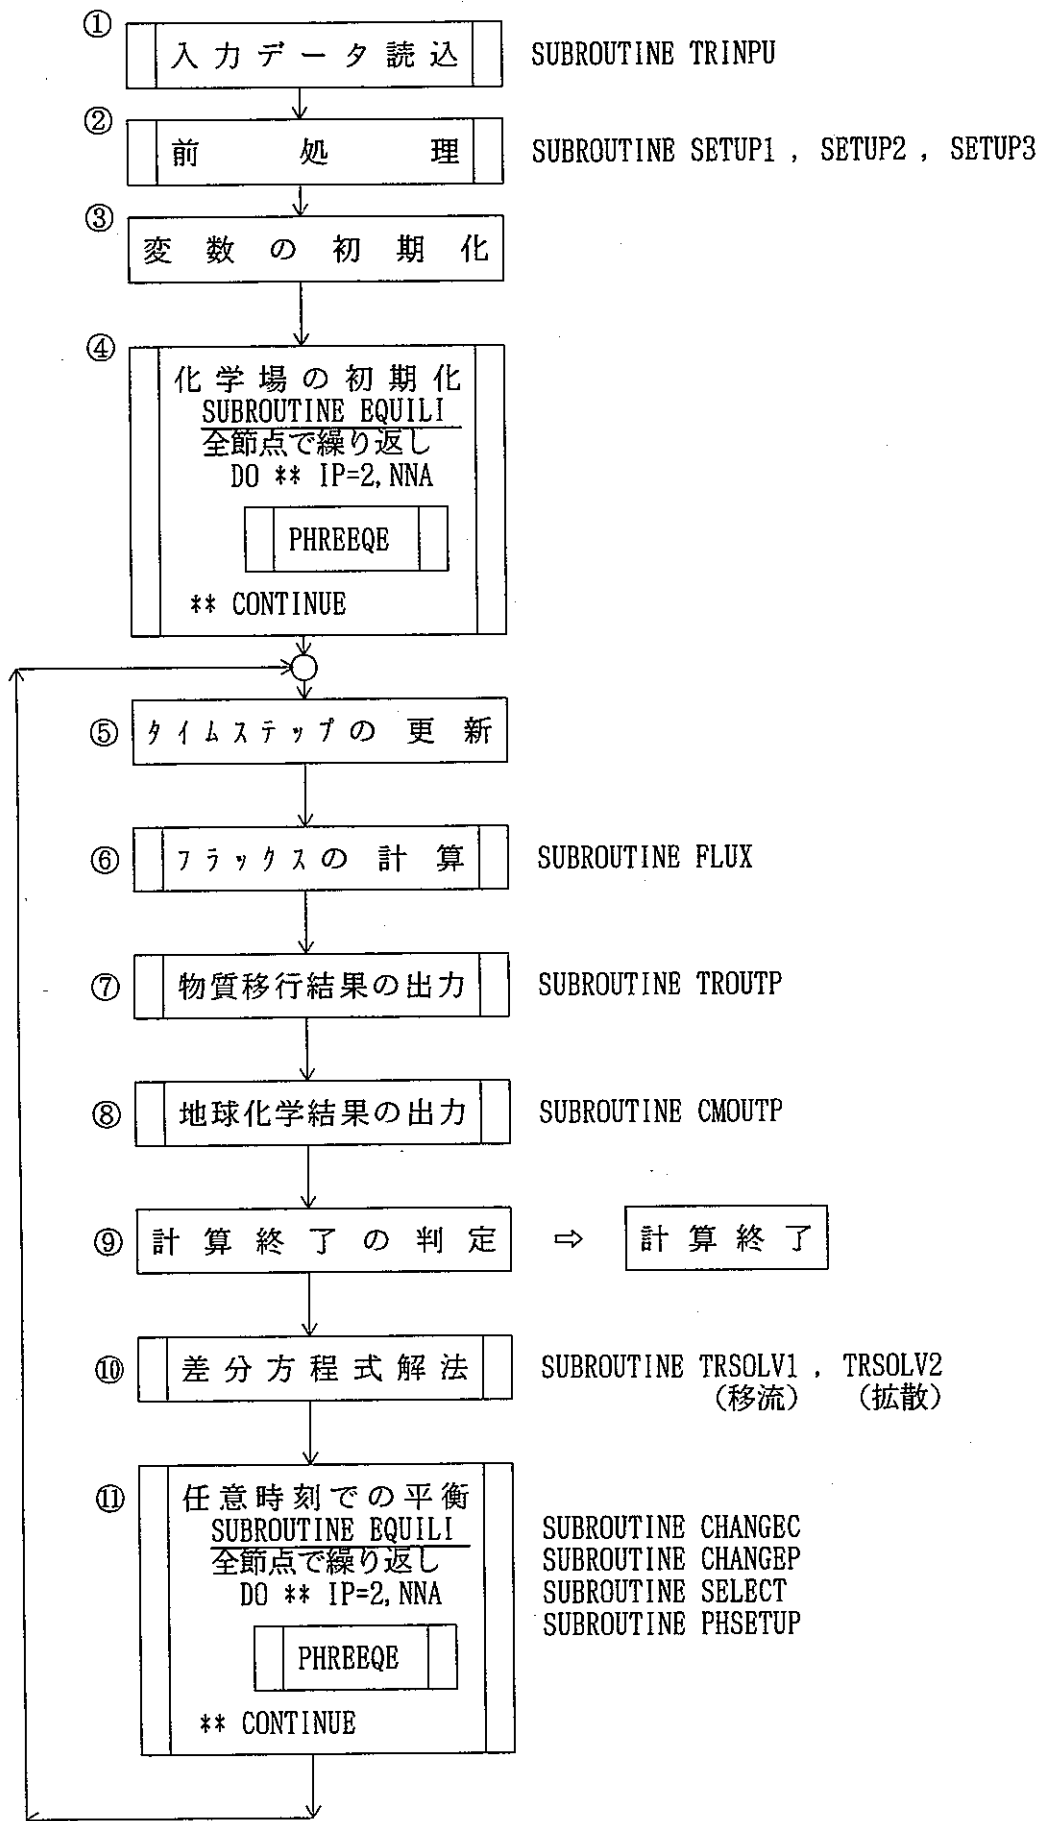 ① 入力データ読込 SUBROUTINE TRINPU
② 前処理 SUBROUTINE SETUP1 , SETUP2 , SETUP3
③ 変数の初期化
④ 化学場の初期化
SUBROUTINE EQUILI
全節点で繰り返し
DO ** IP=2,NNA
PHREEQE
** CONTINUE
⑤ タイムステップの更新
⑥ フラックスの計算 SUBROUTINE FLUX
⑦ 物質移行結果の出力 SUBROUTINE TROUTP
⑧ 地球化学結果の出力 SUBROUTINE CMOUTP
⑨ 計算終了の判定 ⇨ 計算終了
⑩ 差分方程式解法 SUBROUTINE TRSOLV1 , TRSOLV2
(移流) (拡散)
⑪ 任意時刻での平衡
SUBROUTINE EQUILI SUBROUTINE CHANGEC
全節点で繰り返し SUBROUTINE CHANGEP
DO ** IP=2,NNA SUBROUTINE SELECT
SUBROUTINE PHSETUP
PHREEQE
** CONTINUE